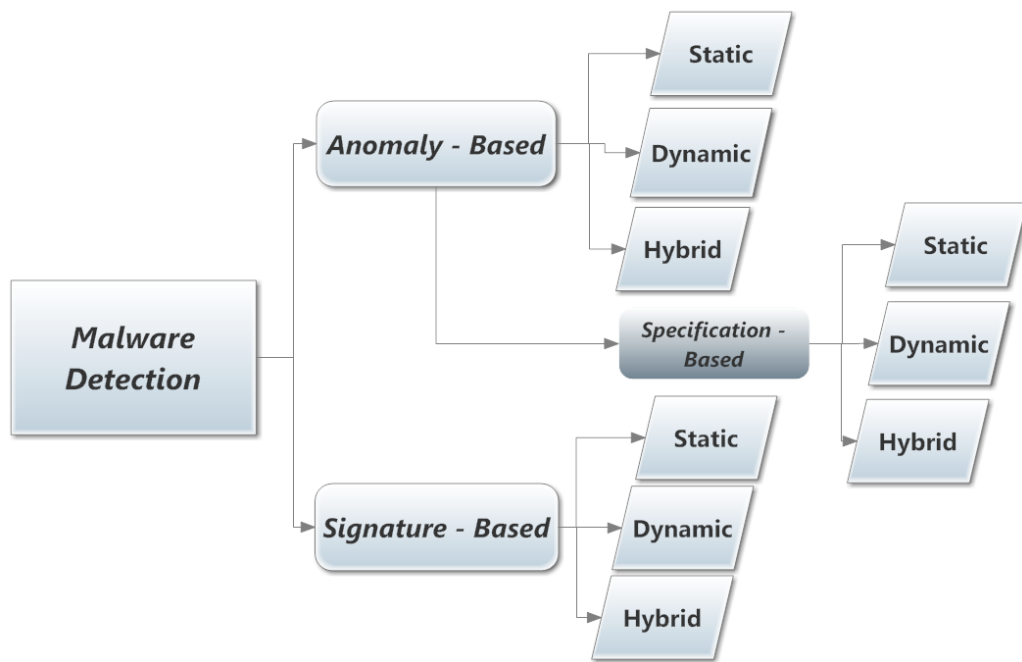 Malware
Detection
Anomaly - Based
Static
Dynamic
Hybrid
Specification -
Based
Static
Dynamic
Hybrid
Signature - Based
Static
Dynamic
Hybrid